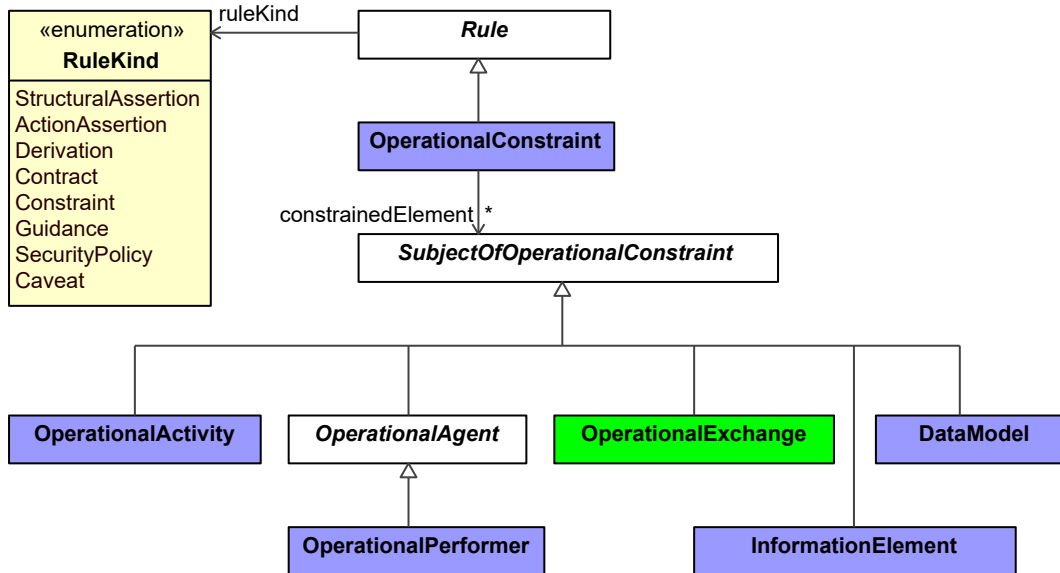 «enumeration»
RuleKind
StructuralAssertion
ActionAssertion
Derivation
Contract
Constraint
Guidance
SecurityPolicy
Caveat
ruleKind
Rule
OperationalConstraint
constrainedElement *
SubjectOfOperationalConstraint
OperationalActivity
OperationalAgent
OperationalExchange
DataModel
OperationalPerformer
InformationElement